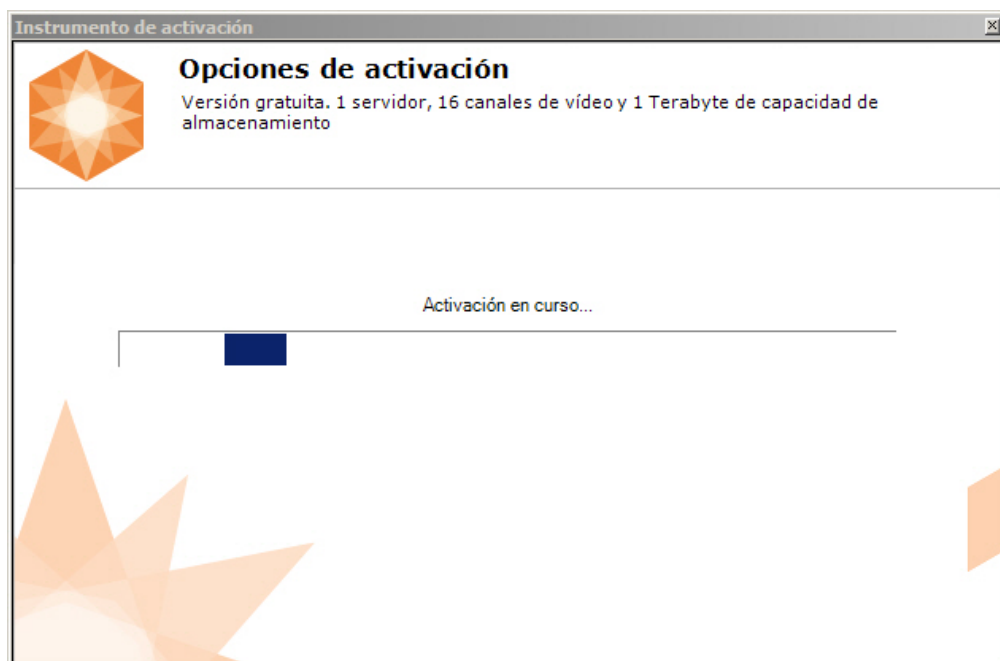 Instrumento de activación
Opciones de activación
Versión gratuita. 1 servidor, 16 canales de vídeo y 1 Terabyte de capacidad de
almacenamiento
Activación en curso...